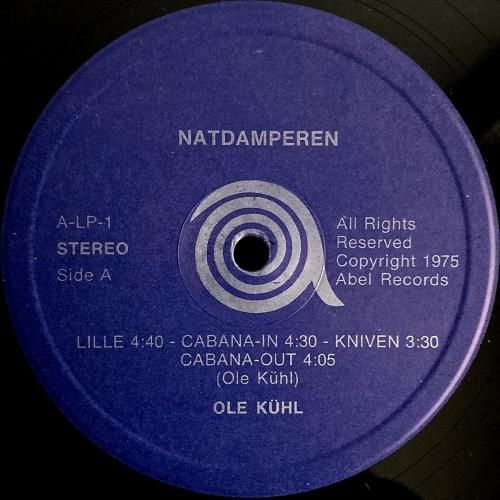 NATDAMPEREN
A-LP-1
STEREO
Side A
All Rights
Reserved
Copyright 1975
Abel Records
LILLE 4:40 - CABANA-IN 4:30 - KNIVEN 3:30
CABANA-OUT 4:05
(Ole Kühl)
OLE KÜHL